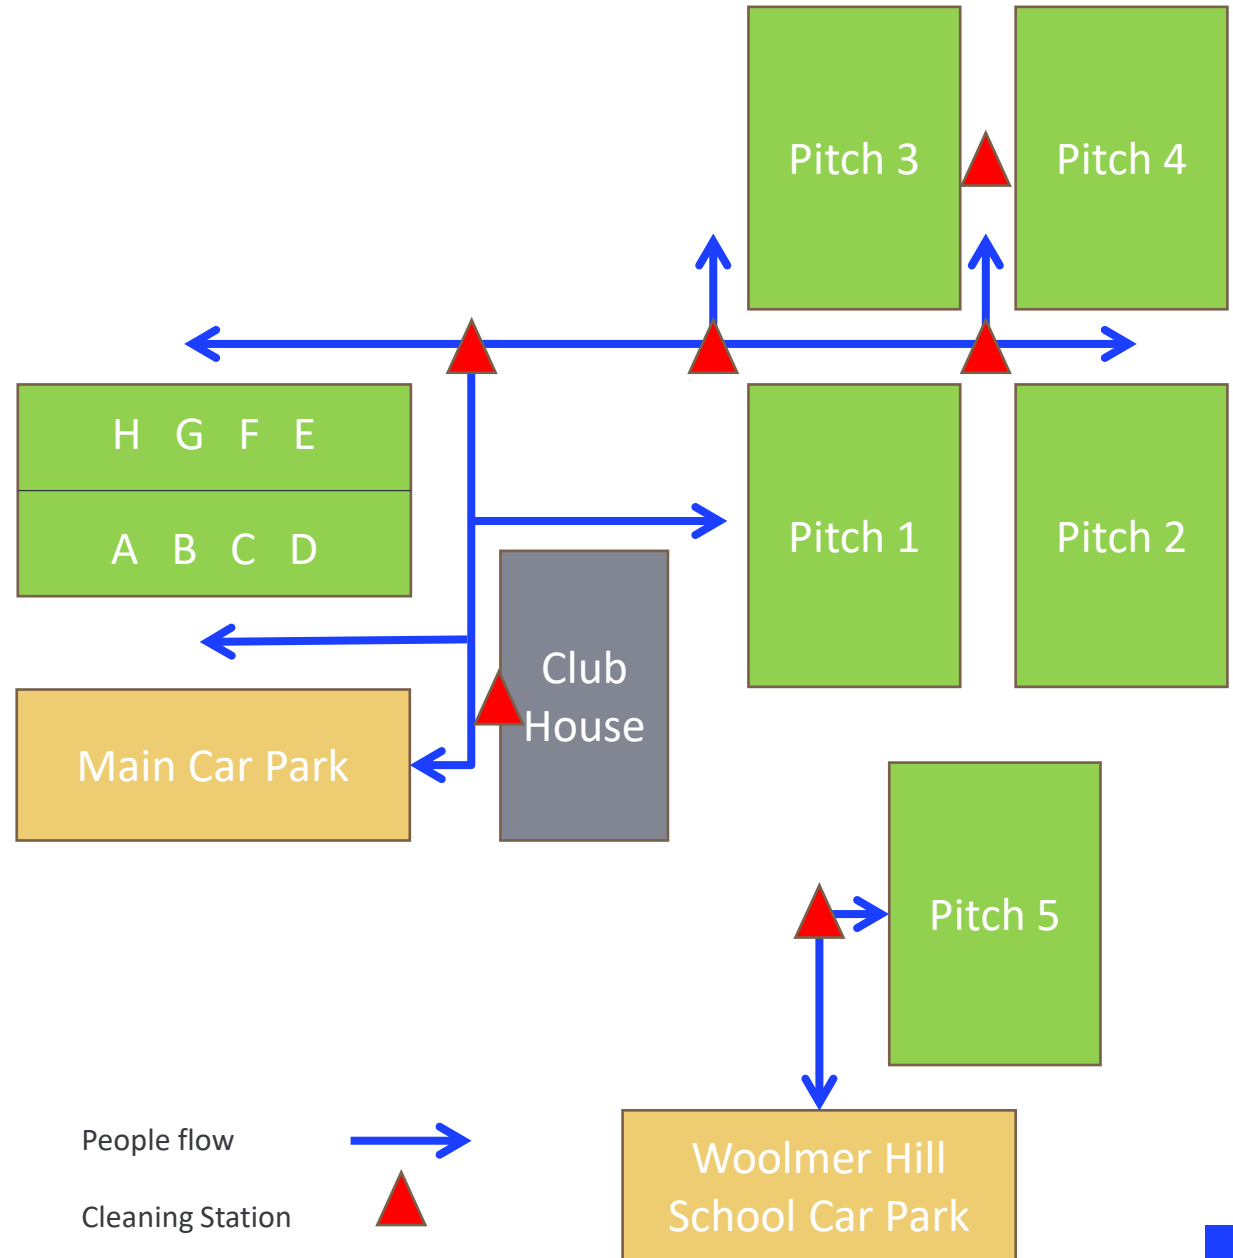 Pitch 3
Pitch 4
H G F E
A B C D
Pitch 1
Pitch 2
Club
House
Main Car Park
Pitch 5
People flow
Cleaning Station
Woolmer Hill
School Car Park